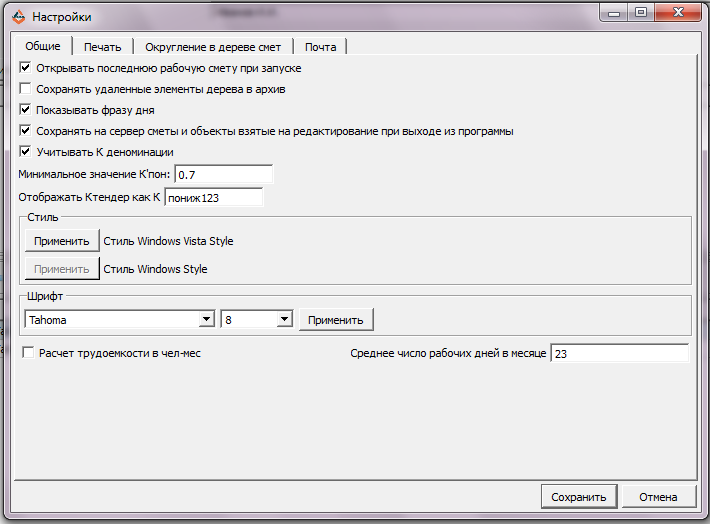 Настройки
Общие Печать Округление в дереве смет Почта
Открывать последнюю рабочую смету при запуске
Сохранять удаленные элементы дерева в архив
Показывать фразу дня
Сохранять на сервер сметы и объекты взятые на редактирование при выходе из программы
Учитывать К деноминации
Минимальное значение К'пон: 0.7
Отображать Ктендер как К пониж123
Стиль
Применить Стиль Windows Vista Style
Применить Стиль Windows Style
Шрифт
Tahoma 8 Применить
Расчет трудоемкости в чел-мес Среднее число рабочих дней в месяце 23
Сохранить Отмена